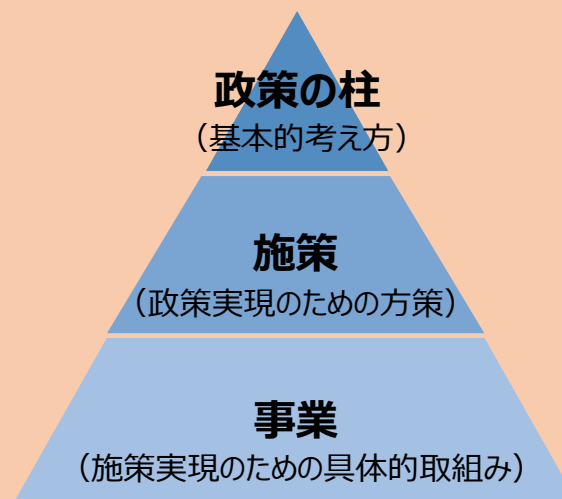 政策の柱
（基本的考え方）
施策
（政策実現のための方策）
事業
（施策実現のための具体的取組み）